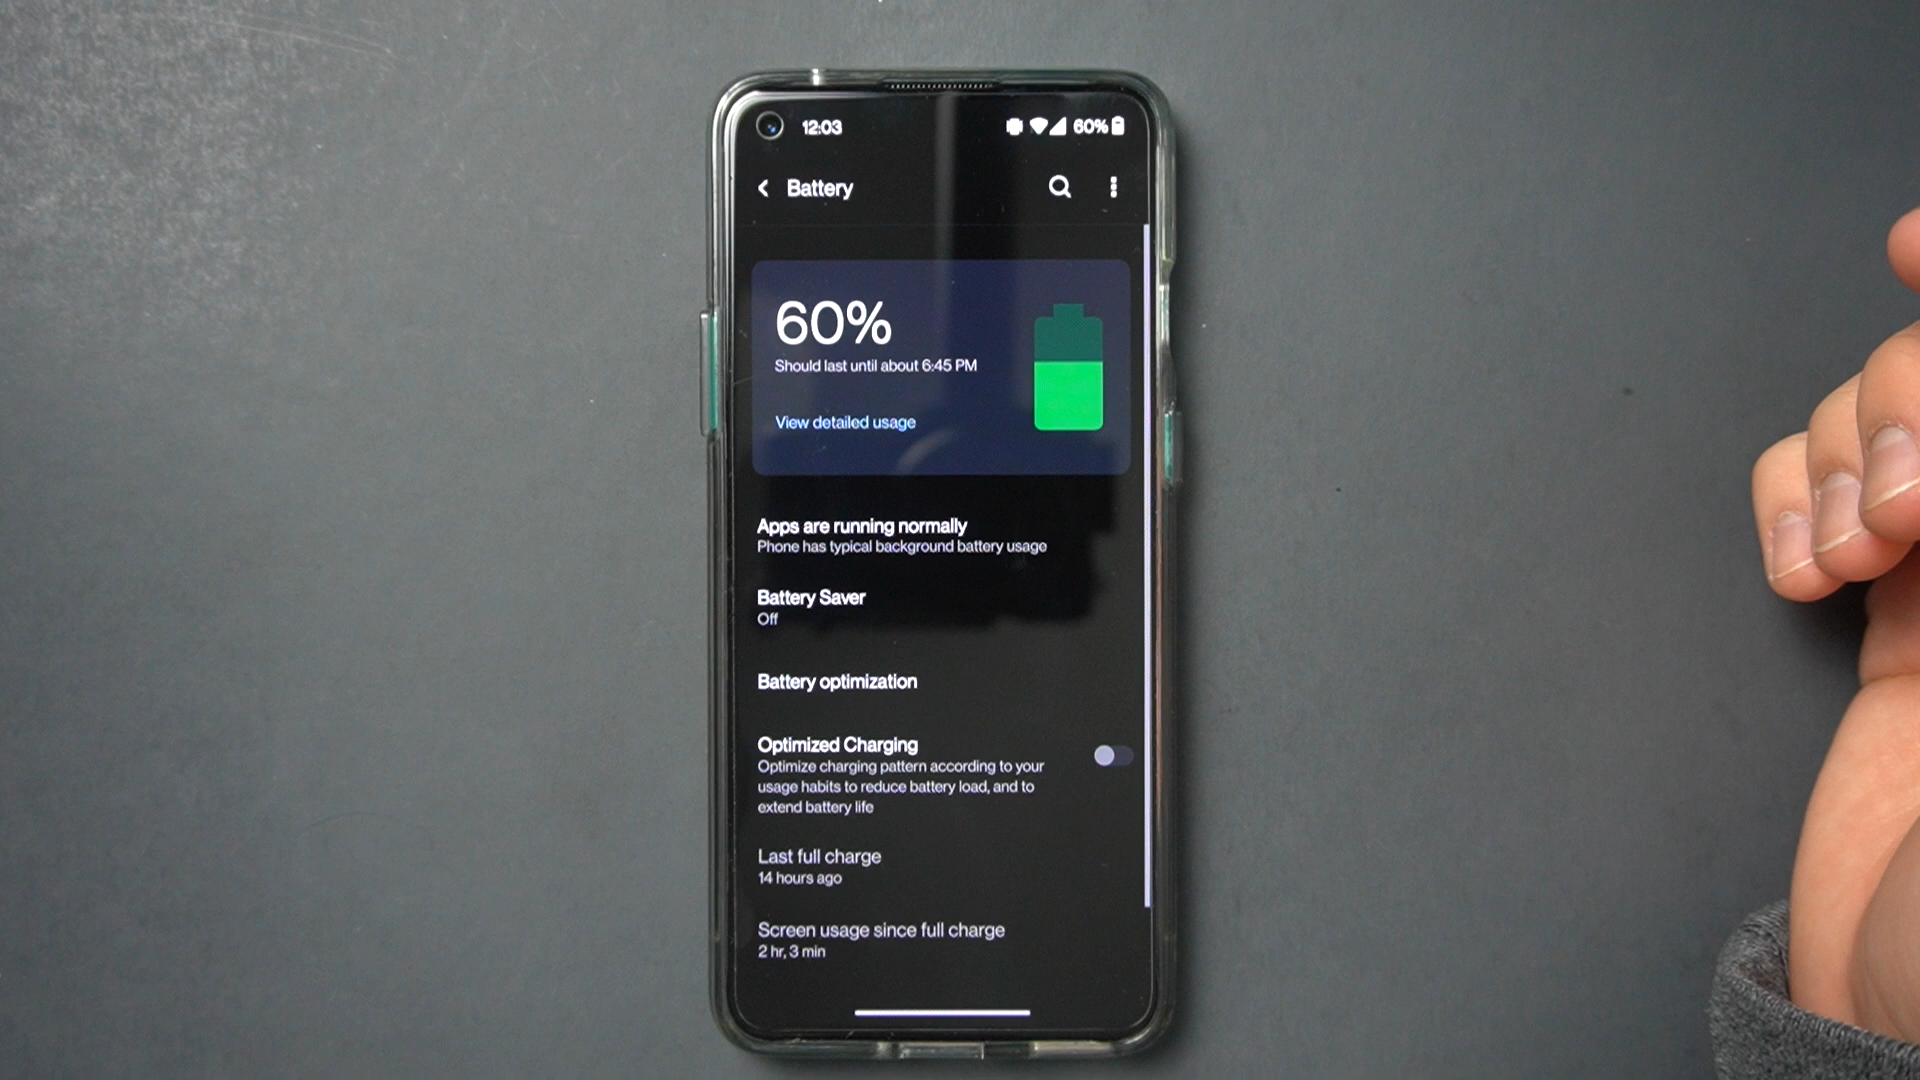 12:03
60%
Battery
60%
Should last until about 6:45 PM
View detailed usage
Apps are running normally
Phone has typical background battery usage
Battery Saver
Off
Battery optimization
Optimized Charging
Optimize charging pattern according to your
usage habits to reduce battery load, and to
extend battery life
Last full charge
14 hours ago
Screen usage since full charge
2 hr, 3 min